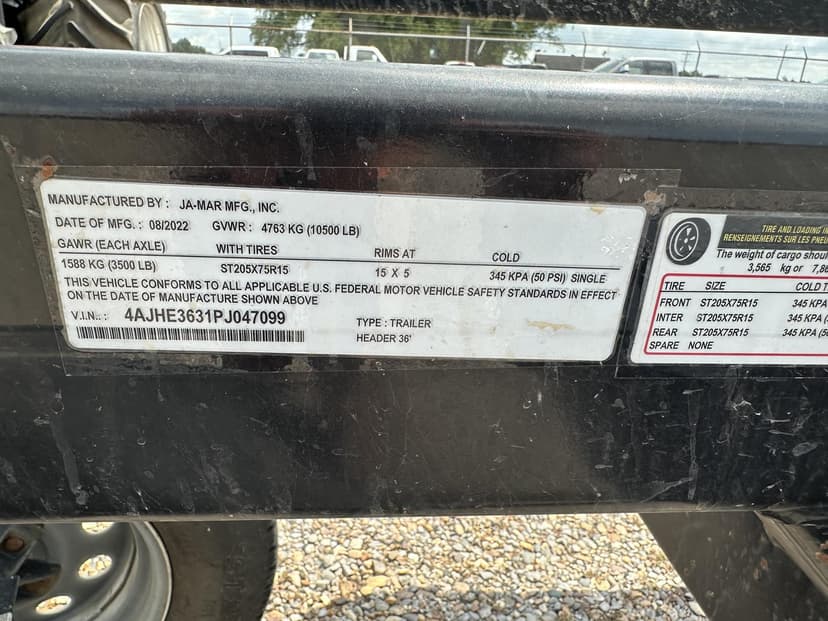 MANUFACTURED BY : JA-MAR MFG., INC.
DATE OF MFG. : 08/2022 GVWR : 4763 KG (10500 LB)
GAWR (EACH AXLE) WITH TIRES RIMS AT COLD
1588 KG (3500 LB) ST205X75R15 15 X 5 345 KPA (50 PSI) SINGLE
THIS VEHICLE CONFORMS TO ALL APPLICABLE U.S. FEDERAL MOTOR VEHICLE SAFETY STANDARDS IN EFFECT
ON THE DATE OF MANUFACTURE SHOWN ABOVE
V.I.N.: : 4AJHE3631PJ047099 TYPE : TRAILER
HEADER 36'
TIRE AND LOADING
RENSEIGNEMENTS SUR LES
The weight of cargo
3,565 kg or
TIRE SIZE COLD
FRONT ST205X75R15 345 KPA
INTER ST205X75R15 345 KPA
REAR ST205X75R15 345 KPA
SPARE NONE